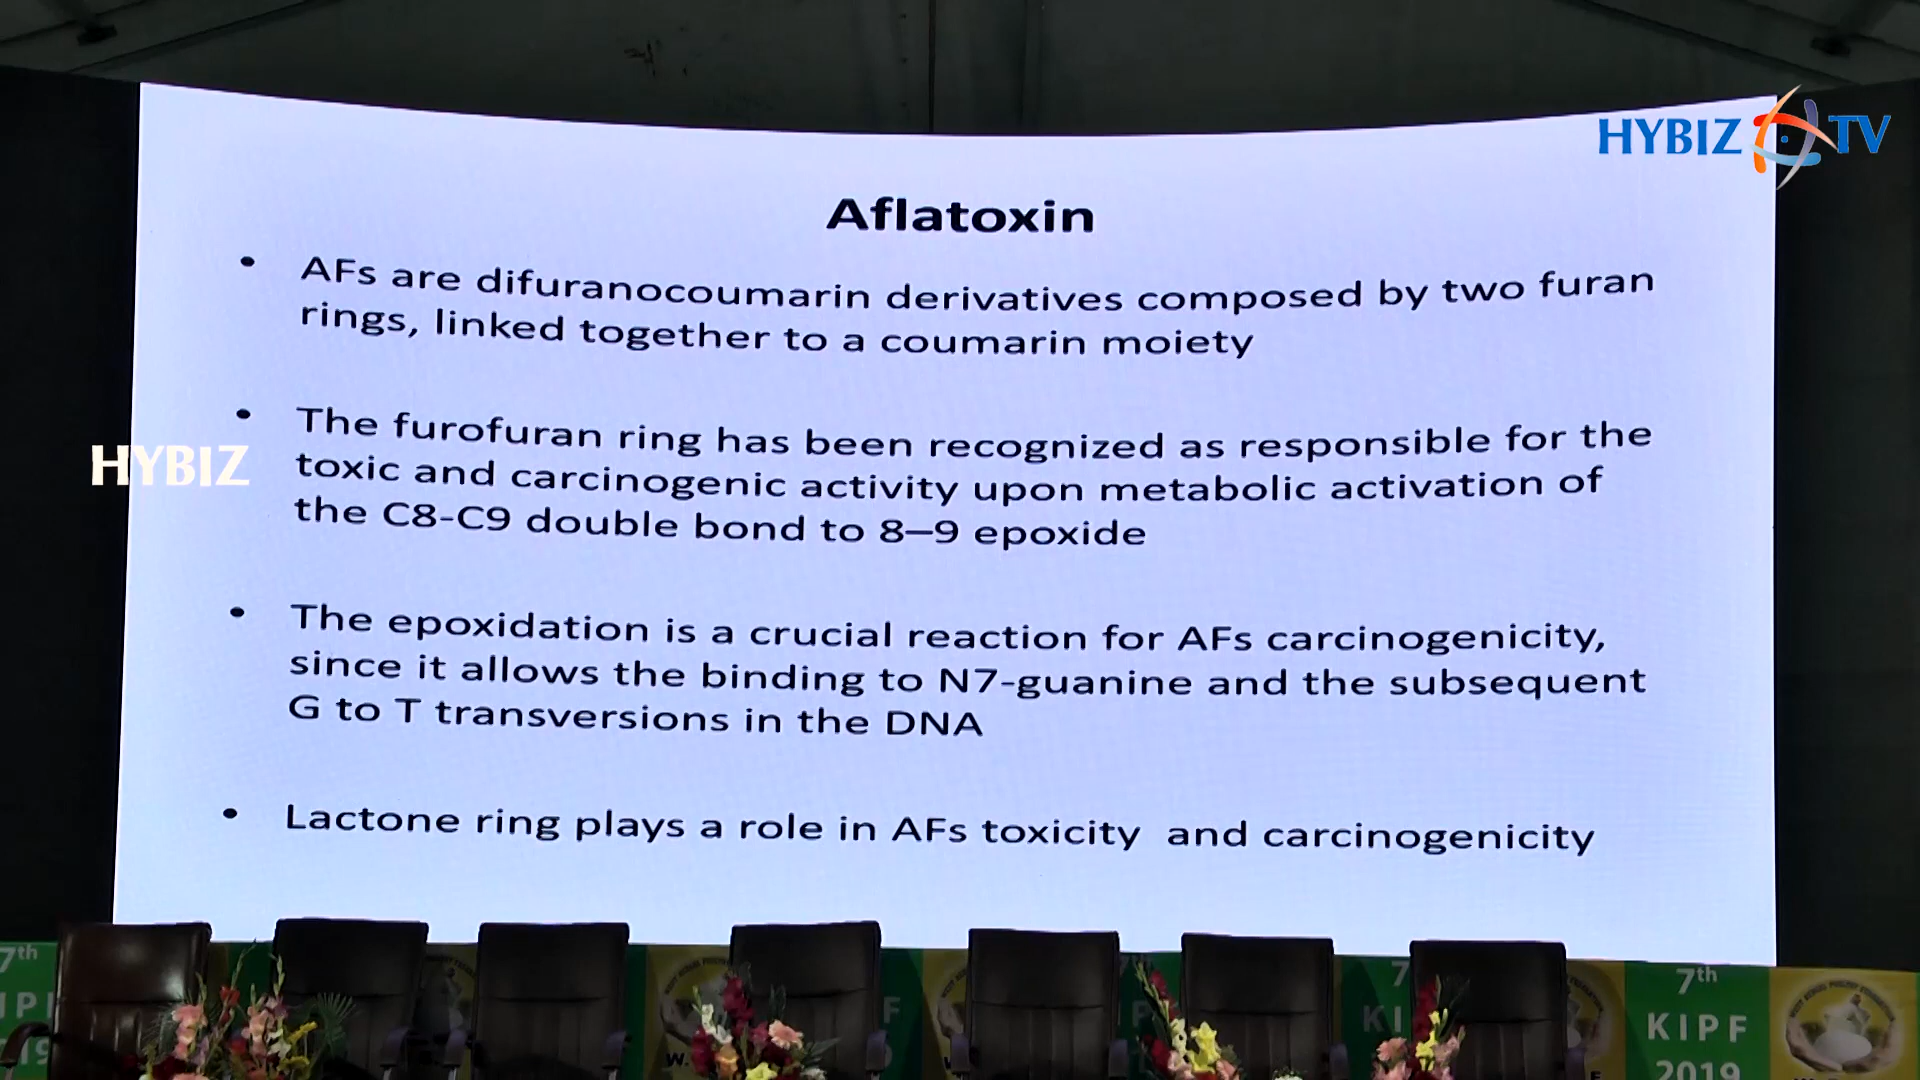 HYBIZ TV
Aflatoxin
• AFs are difuranocoumarin derivatives composed by two furan
rings, linked together to a coumarin moiety
• The furofuran ring has been recognized as responsible for the
toxic and carcinogenic activity upon metabolic activation of
the C8-C9 double bond to 8–9 epoxide
HYBIZ
• The epoxidation is a crucial reaction for AFs carcinogenicity,
since it allows the binding to N7-guanine and the subsequent
G to T transversions in the DNA
• Lactone ring plays a role in AFs toxicity and carcinogenicity
7th
7
7th
KIPF
2019